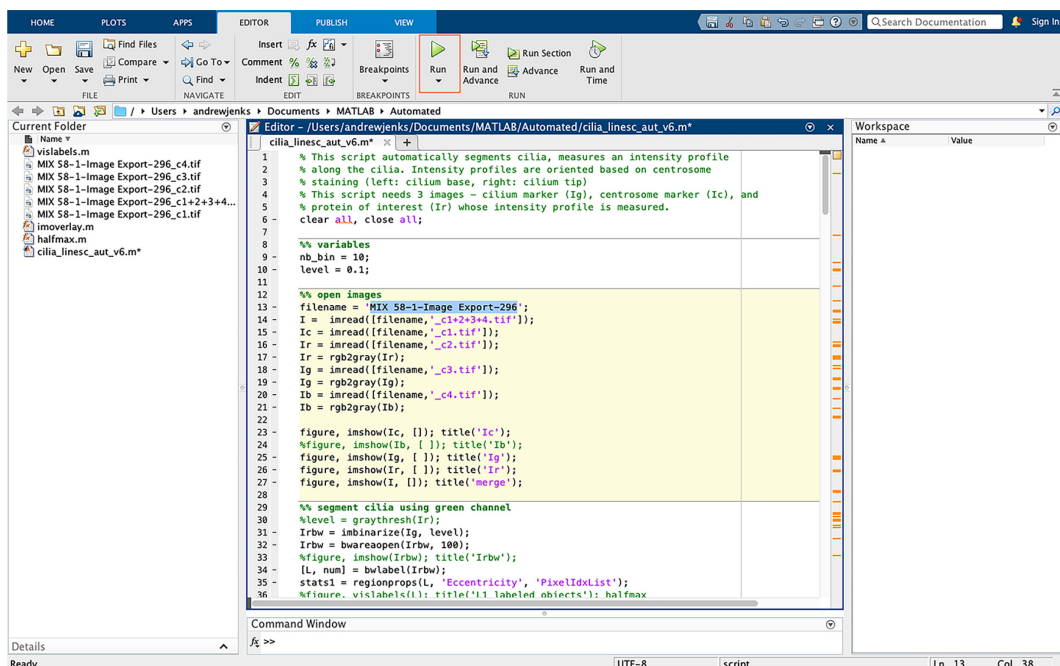 HOME PLOTS APPS EDITOR PUBLISH VIEW Search Documentation Sign In
New Open Save Find Files Compare Print
FILE
Go To Find
NAVIGATE
Insert fx
Comment %
Indent
EDIT
Breakpoints
BREAKPOINTS
Run Run and Advance Run Section Advance Run and Time
RUN
/ Users andrewjenks Documents MATLAB Automated
Current Folder
Name
vislabels.m
MIX 58-1-Image Export-296_c4.tif
MIX 58-1-Image Export-296_c3.tif
MIX 58-1-Image Export-296_c2.tif
MIX 58-1-Image Export-296_c1+2+3+4...
MIX 58-1-Image Export-296_c1.tif
imoverlay.m
halfmax.m
cilia_linesc_aut_v6.m*
Details
Editor - /Users/andrewjenks/Documents/MATLAB/Automated/cilia_linesc_aut_v6.m*
cilia_linesc_aut_v6.m* × +
1 % This script automatically segments cilia, measures an intensity profile
2 % along the cilia. Intensity profiles are oriented based on centrosome
3 % staining (left: cilium base, right: cilium tip)
4 % This script needs 3 images - cilium marker (Ig), centrosome marker (Ic), and
5 % protein of interest (Ir) whose intensity profile is measured.
6 - clear all, close all;
7
8 %% variables
9 - nb_bin = 10;
10 - level = 0.1;
11
12 %% open images
13 - filename = 'MIX 58-1-Image Export-296';
14 - I = imread([filename,'_c1+2+3+4.tif']);
15 - Ic = imread([filename,'_c1.tif']);
16 - Ir = imread([filename,'_c2.tif']);
17 - Ir = rgb2gray(Ir);
18 - Ig = imread([filename,'_c3.tif']);
19 - Ig = rgb2gray(Ig);
20 - Ib = imread([filename,'_c4.tif']);
21 - Ib = rgb2gray(Ib);
22
23 - figure, imshow(Ic, []); title('Ic');
24 %figure, imshow(Ib, [ ]); title('Ib');
25 - figure, imshow(Ig, [ ]); title('Ig');
26 - figure, imshow(Ir, [ ]); title('Ir');
27 - figure, imshow(I, []); title('merge');
28
29 %% segment cilia using green channel
30 %level = graythresh(Ir);
31 - Irbw = imbinarize(Ig, level);
32 - Irbw = bwareaopen(Irbw, 100);
33 %figure, imshow(Irbw); title('Irbw');
34 - [L, num] = bwlabel(Irbw);
35 - stats1 = regionprops(L, 'Eccentricity', 'PixelIdxList');
36 %figure, vislabels(L); title('L1 labeled objects'); halfmax
Command Window
fx >>
Workspace
Name Value
Ready UTF-8 script Ln 13 Col 38